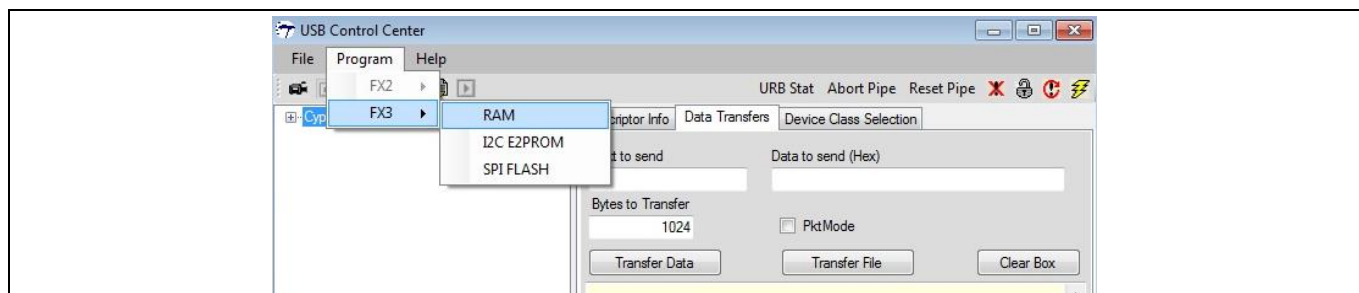 USB Control Center
File Program Help
FX2
URB Stat Abort Pipe Reset Pipe
FX3
RAM
Data Transfers Device Class Selection
I2C E2PROM
Data to send (Hex)
SPI FLASH
Bytes to Transfer
1024
PktMode
Transfer Data Transfer File Clear Box